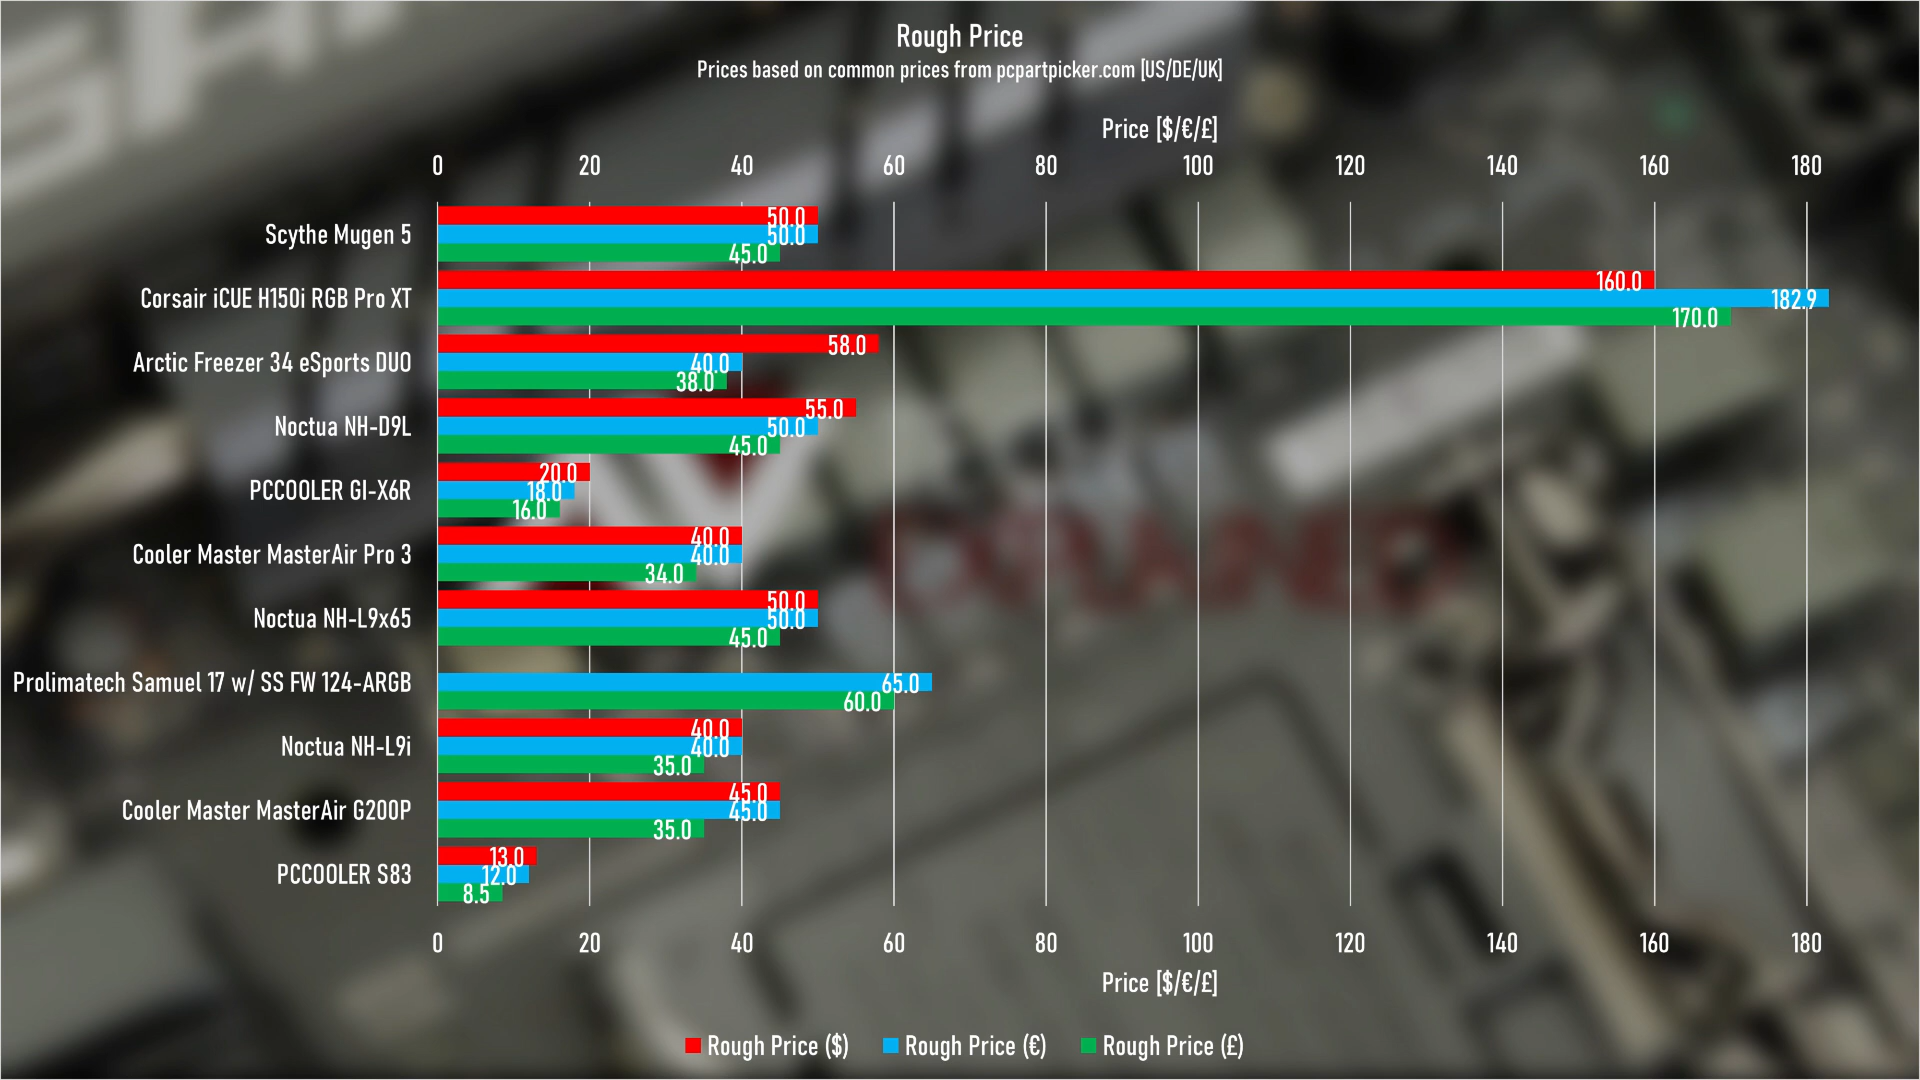 Rough Price
Prices based on common prices from pcpartpicker.com [US/DE/UK]
Price [$/€/£]
0 20 40 60 80 100 120 140 160 180
Scythe Mugen 5
50.0
50.0
45.0
Corsair iCUE H150i RGB Pro XT
160.0
182.9
170.0
Arctic Freezer 34 eSports DUO
58.0
40.0
38.0
Noctua NH-D9L
55.0
50.0
45.0
PCCOOLER GI-X6R
20.0
18.0
16.0
Cooler Master MasterAir Pro 3
40.0
40.0
34.0
Noctua NH-L9x65
50.0
50.0
45.0
Prolimatech Samuel 17 w/ SS FW 124-ARGB
65.0
60.0
Noctua NH-L9i
40.0
40.0
35.0
Cooler Master MasterAir G200P
45.0
45.0
35.0
PCCOOLER S83
13.0
12.0
8.5
0 20 40 60 80 100 120 140 160 180
Price [$/€/£]
Rough Price ($) Rough Price (€) Rough Price (£)